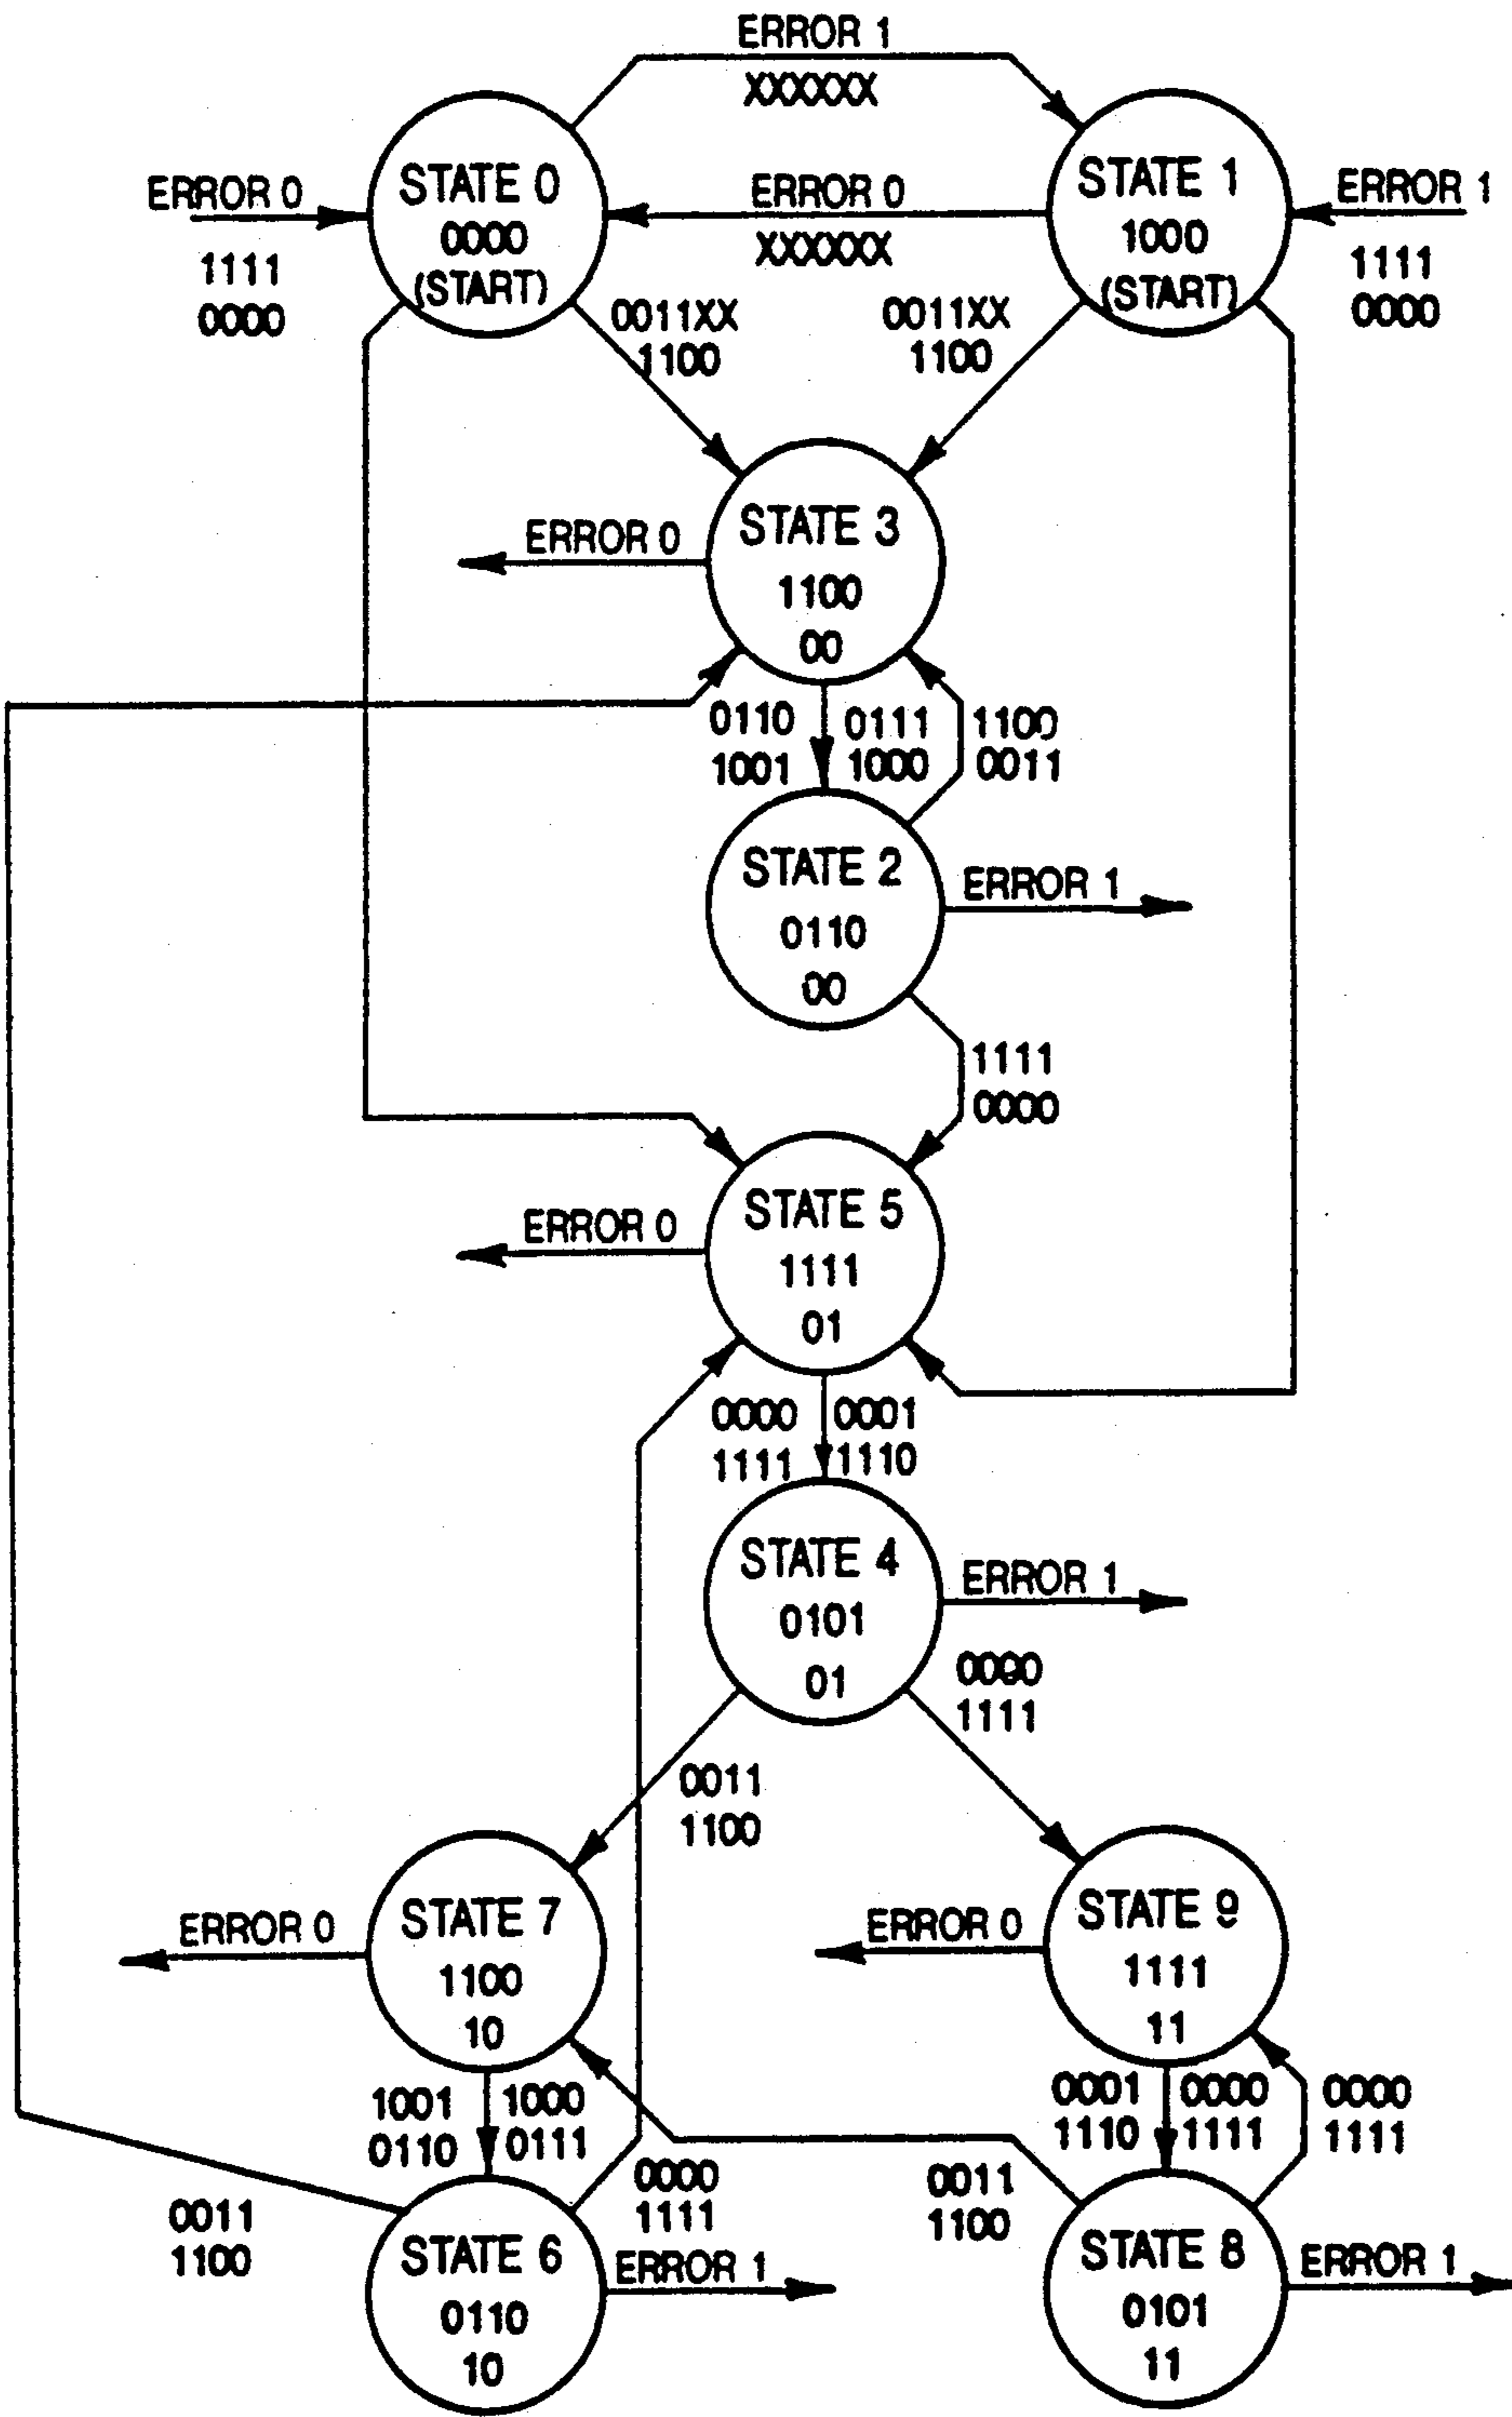 ERROR 1
XXXXXX
STATE 0
0000
(START)
STATE 1
1000
(START)
ERROR 0
1111
0000
ERROR 0
XXXXXX
ERROR 1
1111
0000
0011XX
1100
0011XX
1100
STATE 3
1100
00
ERROR 0
0110
1001
0111
1000
1100
0011
STATE 2
0110
00
ERROR 1
1111
0000
STATE 5
1111
01
ERROR 0
0000
1111
0001
1110
STATE 4
0101
01
ERROR 1
0000
1111
0011
1100
STATE 7
1100
10
ERROR 0
STATE 9
1111
11
ERROR 0
1001
0110
1000
0111
0001
1110
0000
1111
0000
1111
0011
1100
0000
1111
0011
1100
STATE 6
0110
10
ERROR 1
STATE 8
0101
11
ERROR 1